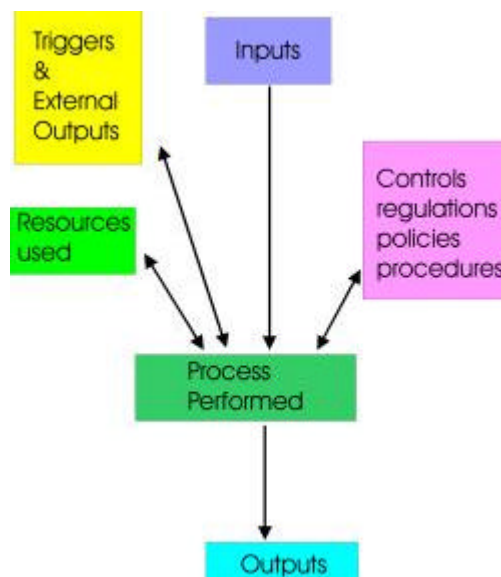 Triggers
&
External
Outputs
Inputs
Controls
regulations
policies
procedures
Resources
used
Process
Performed
Outputs